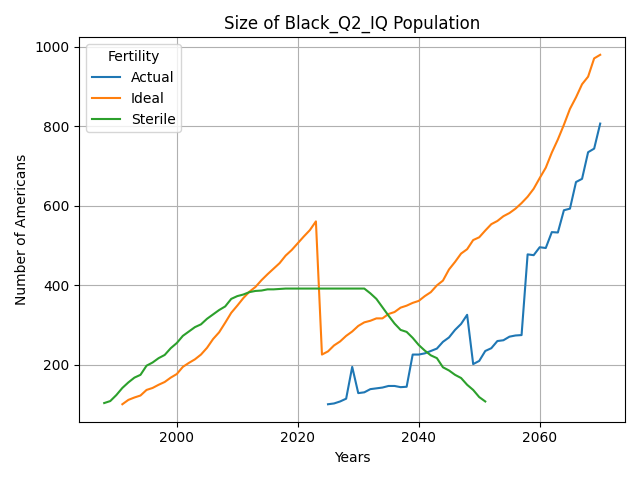 Size of Black_Q2_IQ Population
Fertility
Actual
Ideal
Sterile
Number of Americans
1000
800
600
400
200
2000
2020
2040
2060
Years